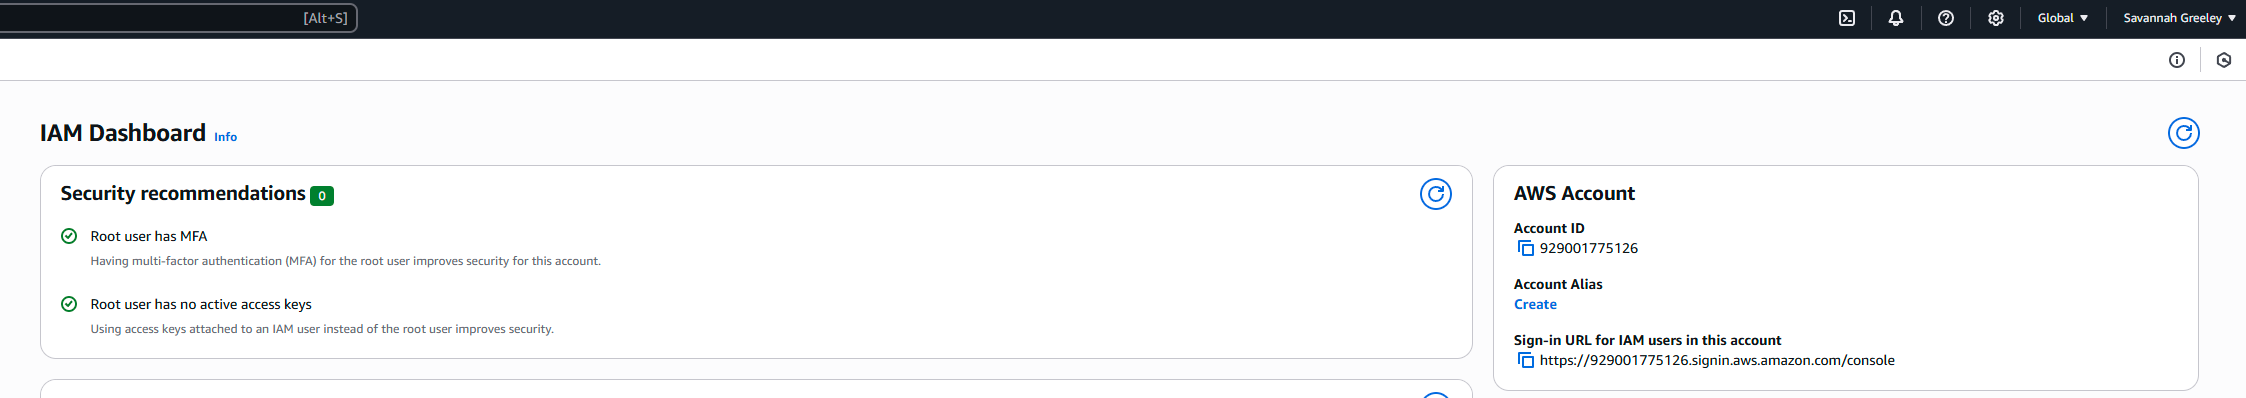 [Alt+S]
Global
Savannah Greeley
IAM Dashboard Info
Security recommendations 0
Root user has MFA
Having multi-factor authentication (MFA) for the root user improves security for this account.
Root user has no active access keys
Using access keys attached to an IAM user instead of the root user improves security.
AWS Account
Account ID
929001775126
Account Alias
Create
Sign-in URL for IAM users in this account
https://929001775126.signin.aws.amazon.com/console